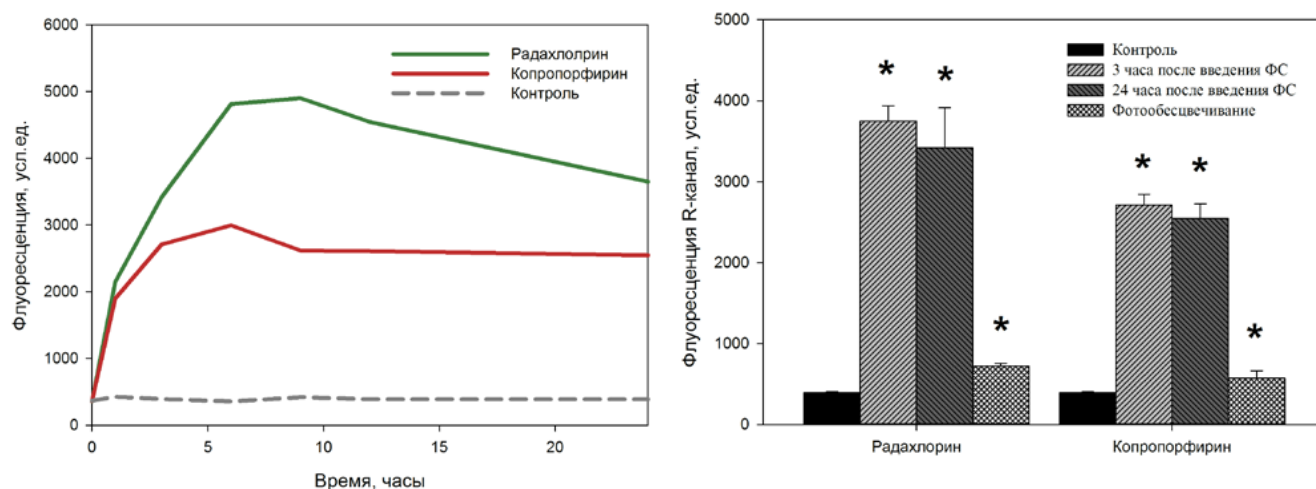 6000
5000
4000
3000
2000
1000
0
Флуоресценция, усл.ед.
Радахлолрин
Копропорфирин
Контроль
0
5
10
15
20
Время, часы
5000
4000
3000
2000
1000
0
Флуоресценция R-канал, усл.ед.
Контроль
3 часа после введения ФС
24 часа после введения ФС
Фотообесцвечивание
* * * * * *
Радахлорин
Копропорфирин